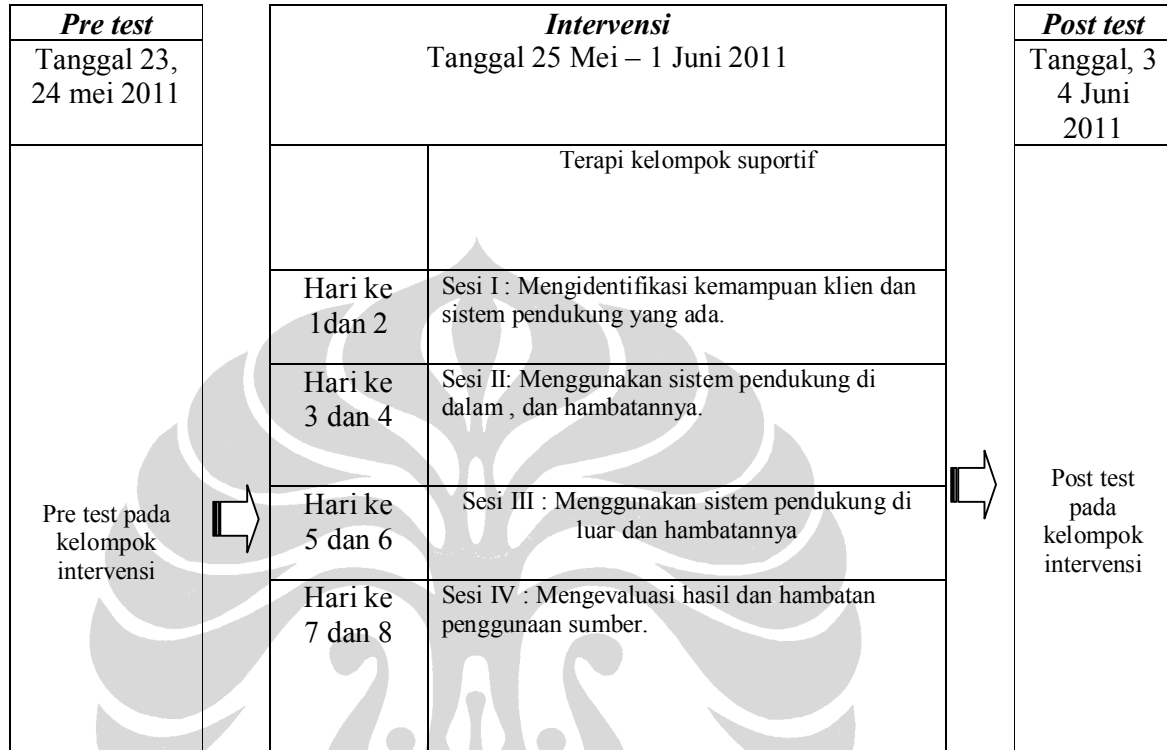 Pre test
Tanggal 23,
24 mei 2011
Pre test pada
kelompok
intervensi
Intervensi
Tanggal 25 Mei – 1 Juni 2011
Terapi kelompok suportif
Hari ke
1dan 2
Sesi I : Mengidentifikasi kemampuan klien dan
sistem pendukung yang ada.
Hari ke
3 dan 4
Sesi II: Menggunakan sistem pendukung di
dalam , dan hambatannya.
Hari ke
5 dan 6
Sesi III : Menggunakan sistem pendukung di
luar dan hambatannya
Hari ke
7 dan 8
Sesi IV : Mengevaluasi hasil dan hambatan
penggunaan sumber.
Post test
Tanggal, 3
4 Juni
2011
Post test
pada
kelompok
intervensi